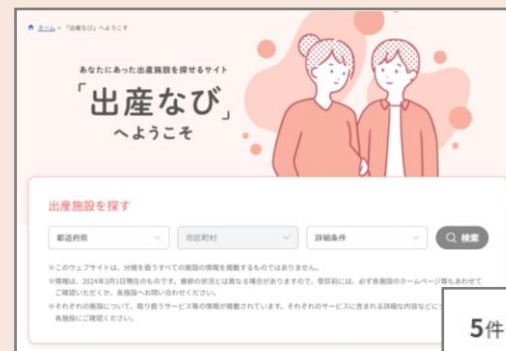 ホーム > 「出産なび」へようこそ
あなたにあった出産施設を探せるサイト
「出産なび」
へようこそ
出産施設を探す
都道府県
市区町村
詳細条件
検索
※このウェブサイトは、分娩を扱うすべての施設の情報を掲載するものではありません。
※情報は、2024年3月1日現在のものです。最新の状況とは異なる場合がありますので、受診前には、必ず各施設のホームページ等もあわせて
ご確認いただくか、各施設へお問い合わせください。
※それぞれの施設について、取り扱うサービス等の情報が掲載されています。それぞれのサービスに含まれる詳細な内容などに
各施設にご確認ください。
5件